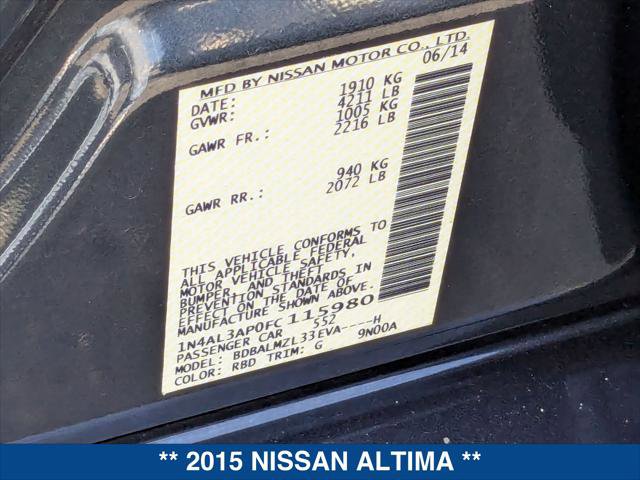 MFD BY NISSAN MOTOR CO., LTD.
DATE: 06/14
GVWR: 1910 KG
4211 LB
GAWR FR.: 1005 KG
2216 LB
GAWR RR.: 940 KG
2072 LB
THIS VEHICLE CONFORMS TO
ALL APPLICABLE FEDERAL
MOTOR VEHICLE SAFETY,
BUMPER, AND THEFT
PREVENTION STANDARDS IN
EFFECT ON THE DATE OF
MANUFACTURE SHOWN ABOVE.
1N4AL3AP0FC115980
PASSENGER CAR 552
MODEL: BDBALMZL33EVA----H
COLOR: RBD TRIM: G 9N00A
** 2015 NISSAN ALTIMA **